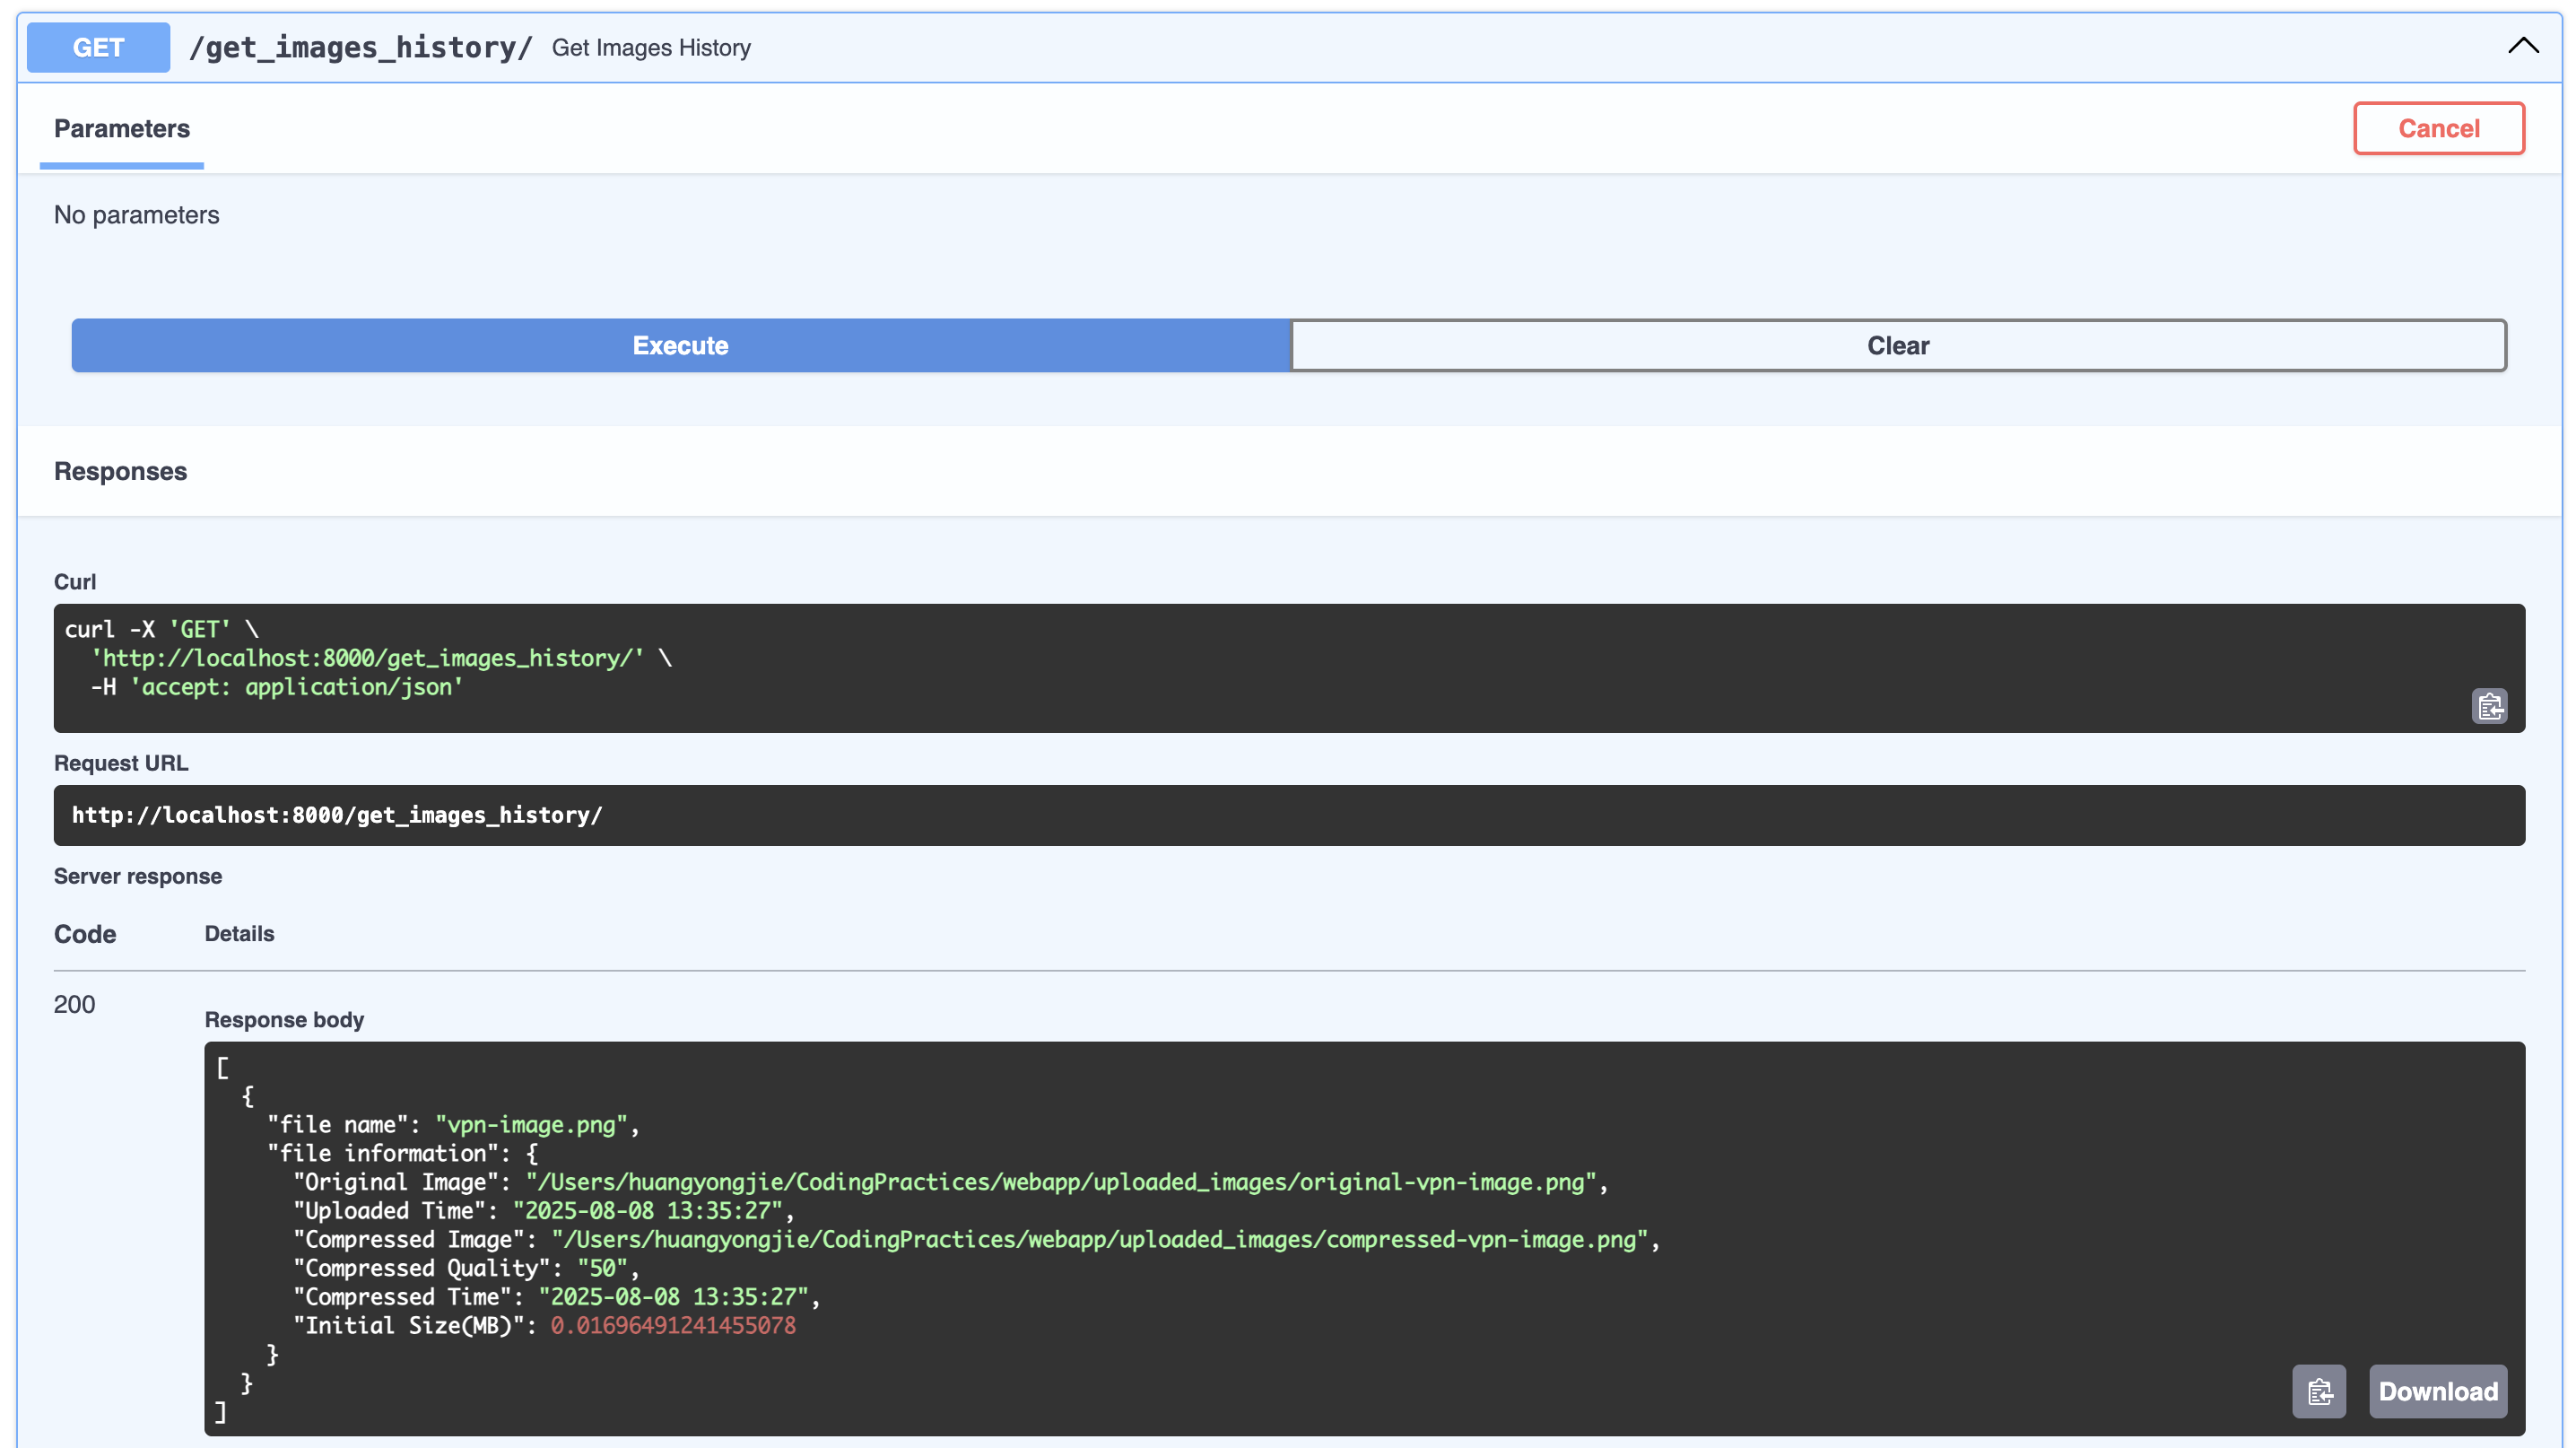 GET /get_images_history/ Get Images History
Parameters
Cancel
No parameters
Execute
Clear
Responses
Curl
curl -X 'GET' \
  'http://localhost:8000/get_images_history/' \
  -H 'accept: application/json'
Request URL
http://localhost:8000/get_images_history/
Server response
Code Details
200
Response body
[
  {
    "file name": "vpn-image.png",
    "file information": {
      "Original Image": "/Users/huangyongjie/CodingPractices/webapp/uploaded_images/original-vpn-image.png",
      "Uploaded Time": "2025-08-08 13:35:27",
      "Compressed Image": "/Users/huangyongjie/CodingPractices/webapp/uploaded_images/compressed-vpn-image.png",
      "Compressed Quality": "50",
      "Compressed Time": "2025-08-08 13:35:27",
      "Initial Size(MB)": 0.01696491241455078
    }
  }
]
Download